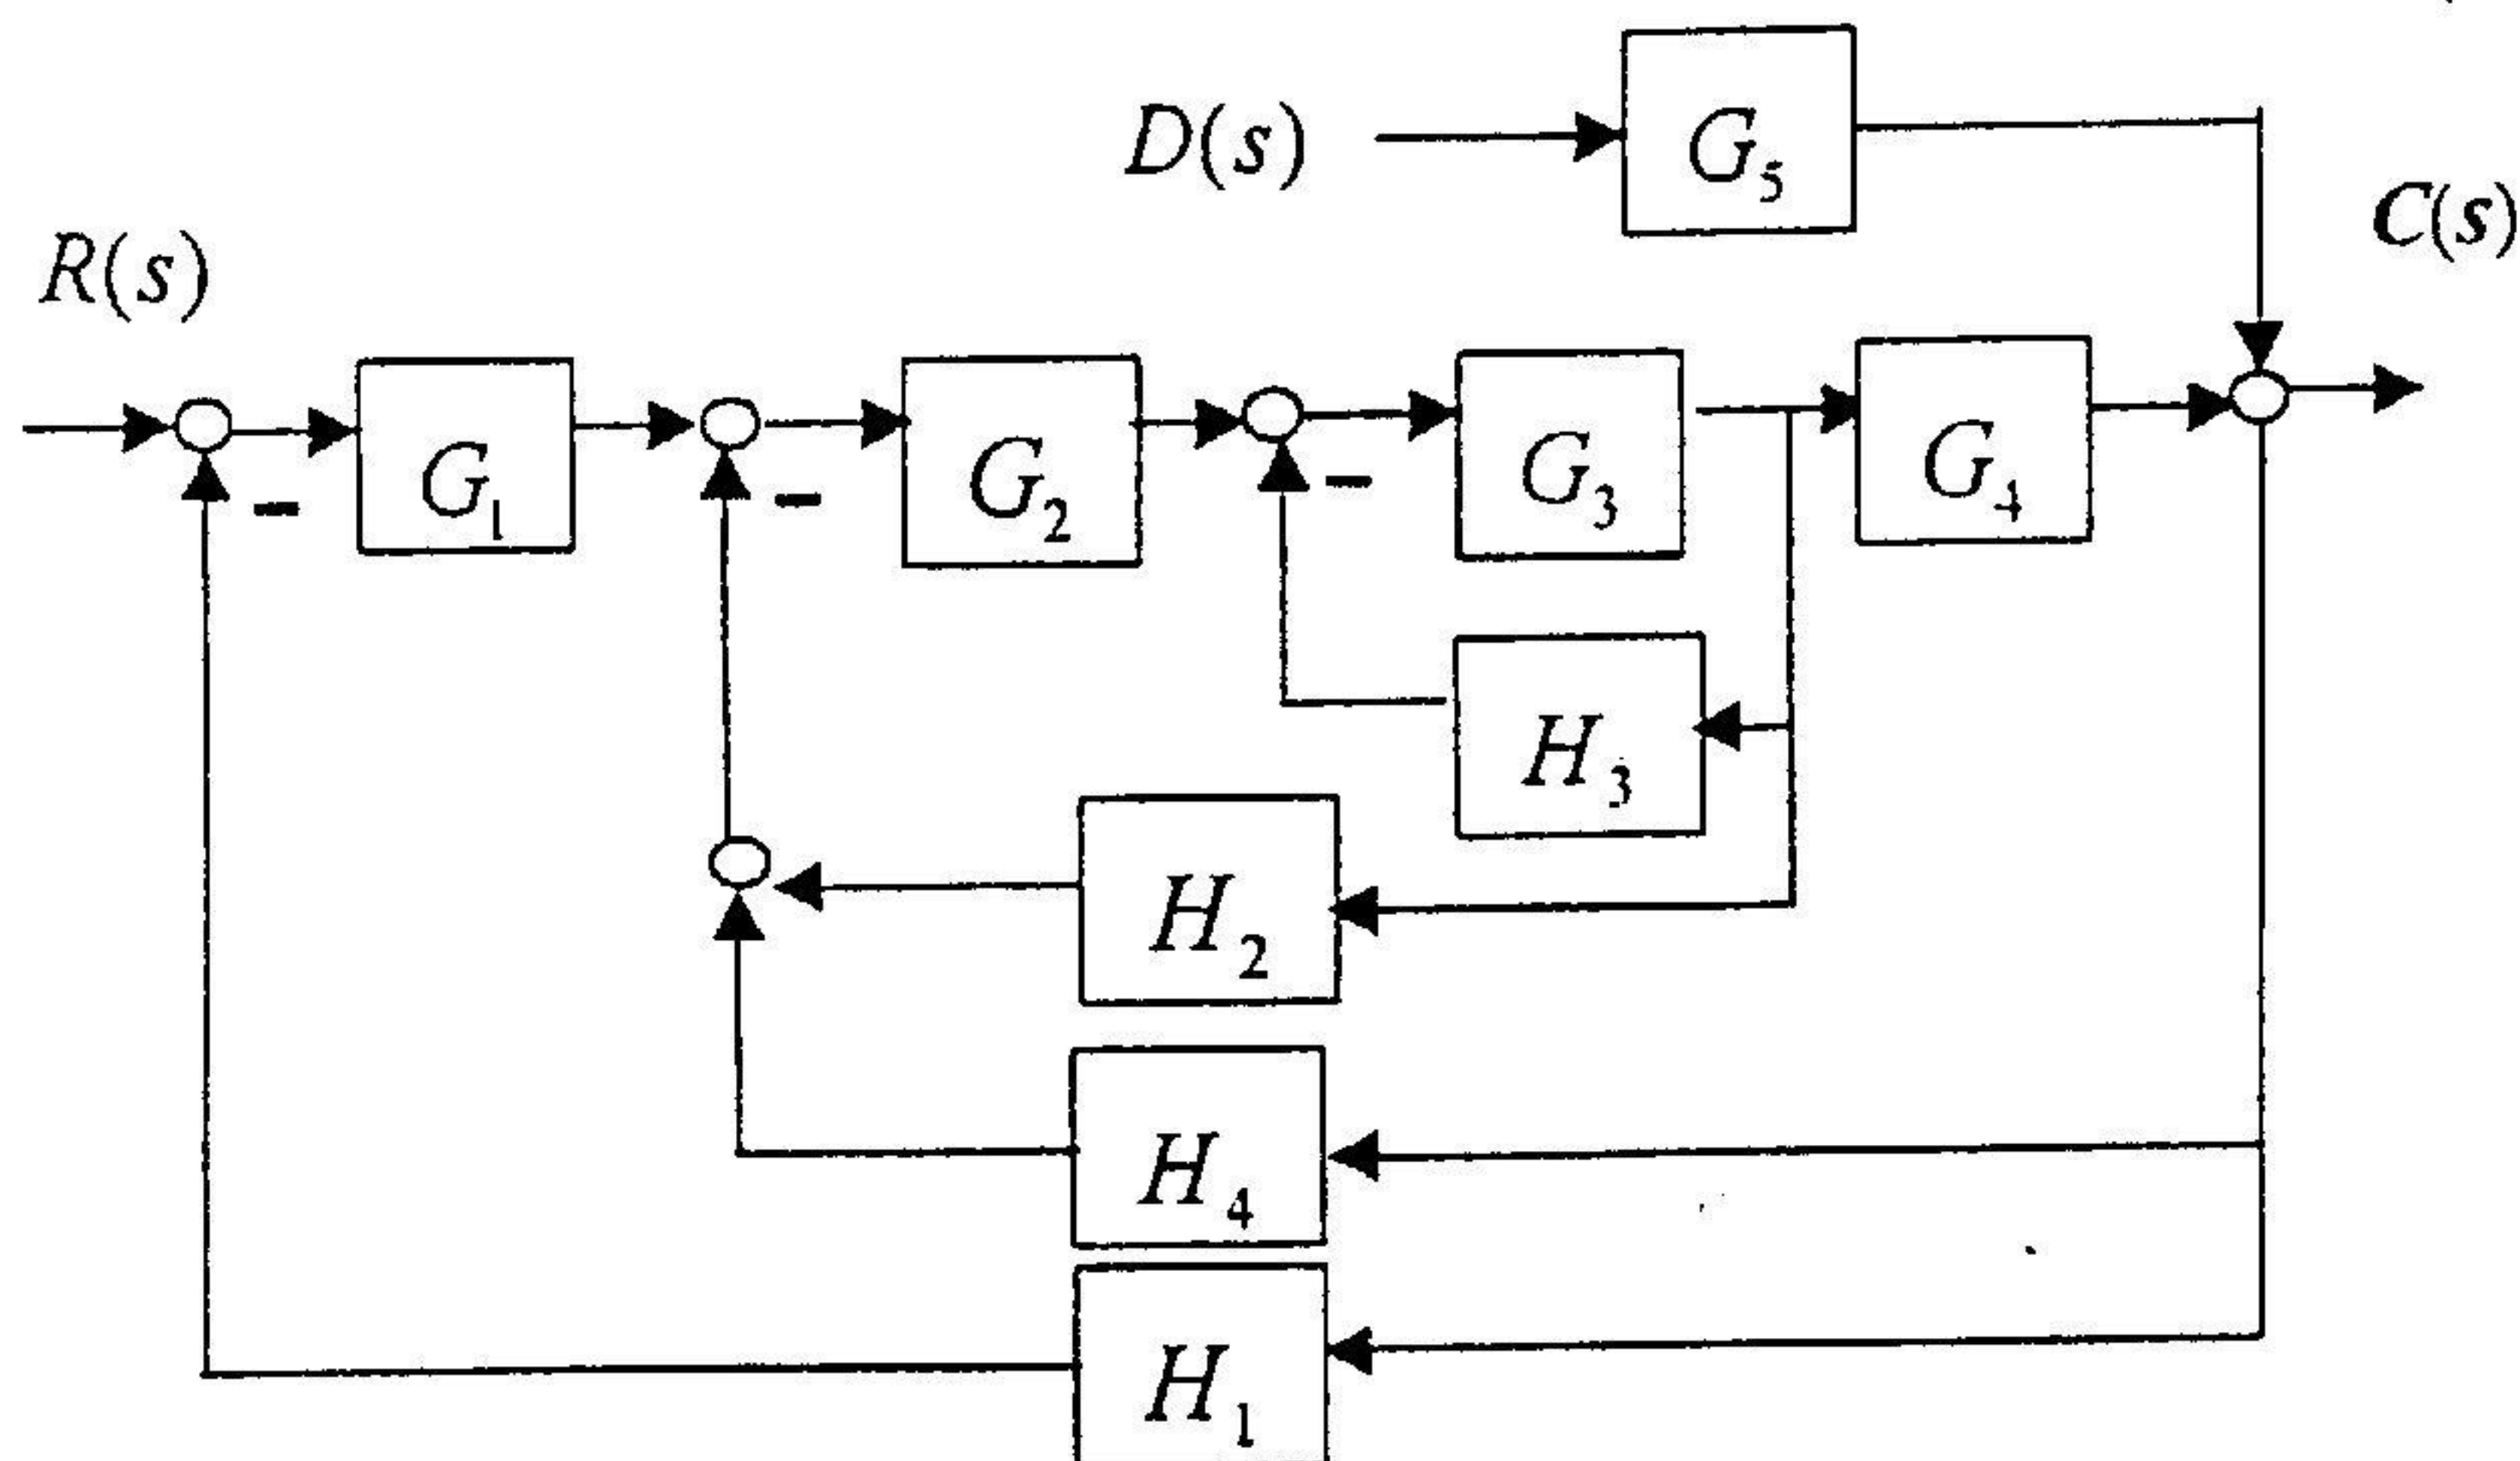 D(s)
G₅
C(s)
R(s)
G₁
G₂
G₃
G₄
-
-
-
H₃
H₂
H₄
H₁